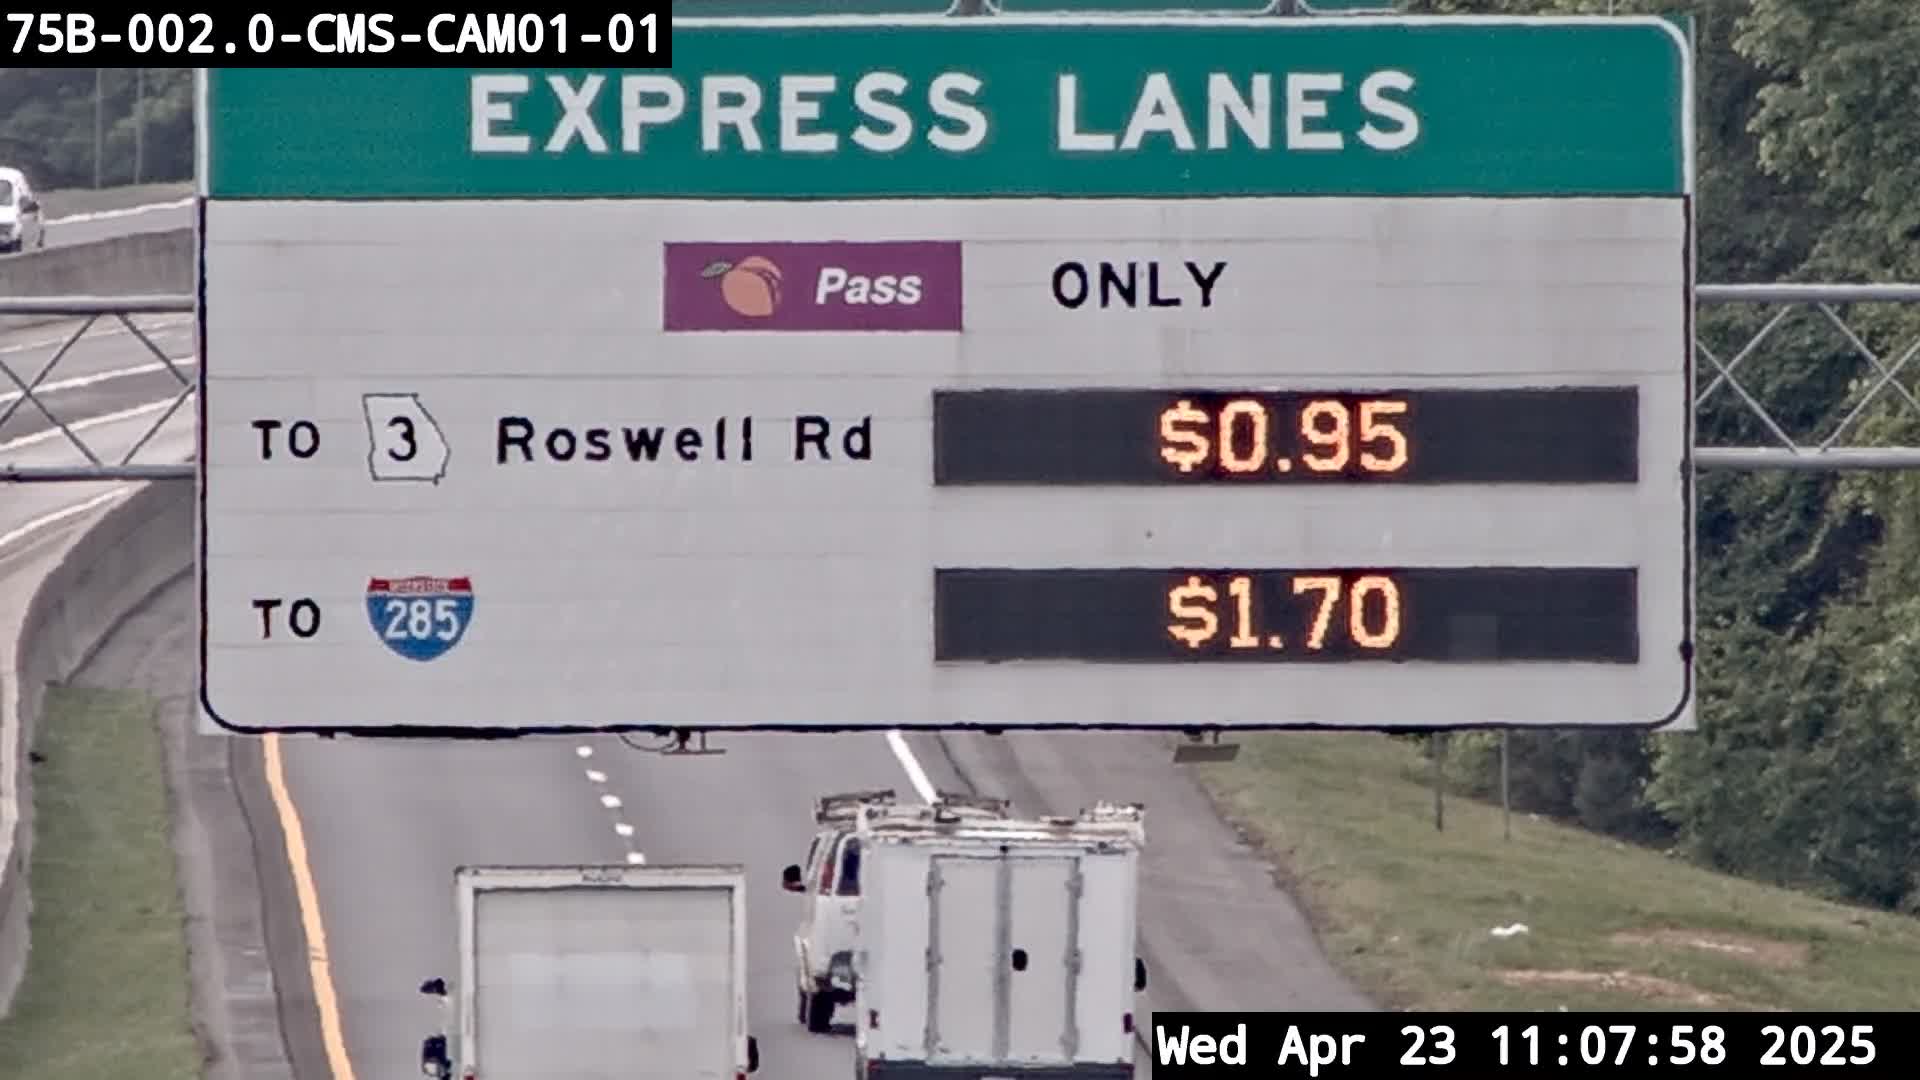 75B-002.0-CMS-CAM01-01
EXPRESS LANES
Pass ONLY
TO 3 Roswell Rd $0.95
TO 285 $1.70
Wed Apr 23 11:07:58 2025